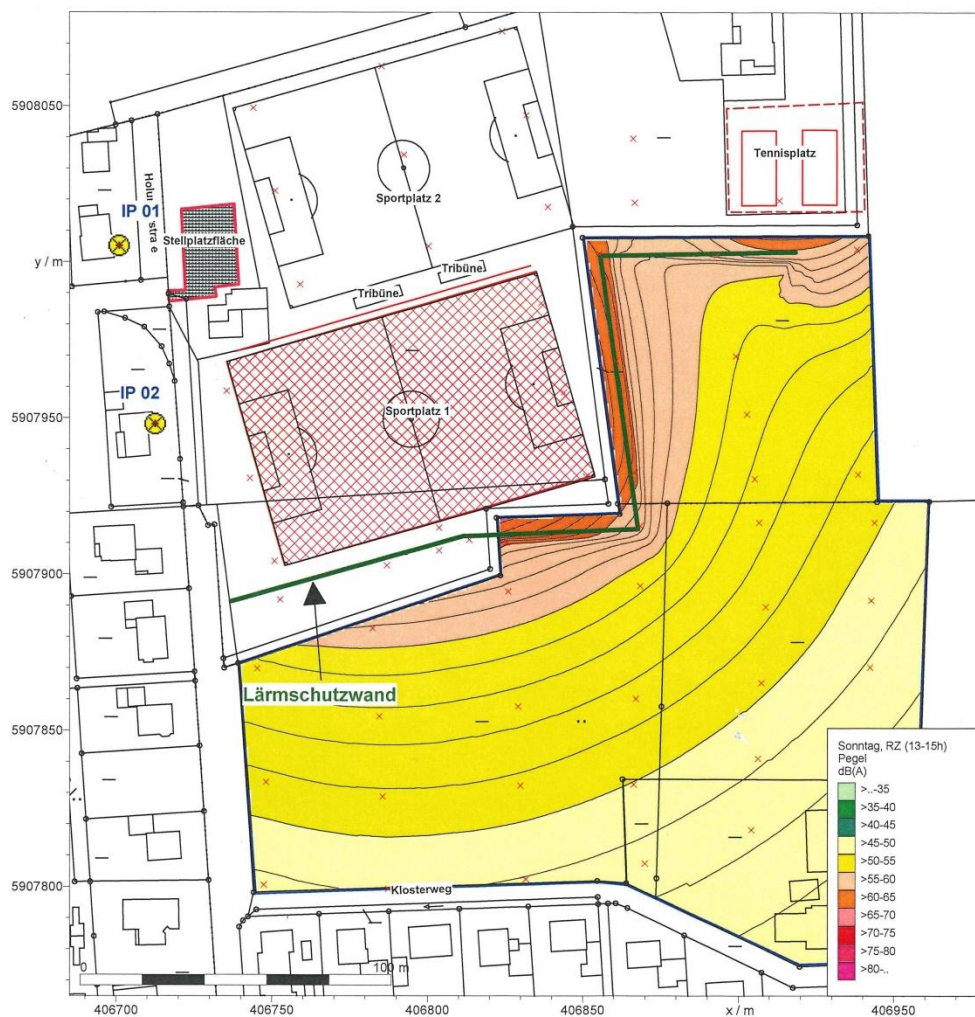 5908050
y / m
5907950
5907900
5907850
5907800
IP 01
Stellplatzfläche
IP 02
Sportplatz 2
Tribüne
Tribüne
Sportplatz 1
Tennisplatz
Lärmschutzwand
Klosterweg
Sonntag, RZ (13-15h)
Pegel
dB(A)
>..-35
>35-40
>40-45
>45-50
>50-55
>55-60
>60-65
>65-70
>70-75
>75-80
>80-..
0
100 m
406700
406750
406800
406850
x / m
406950